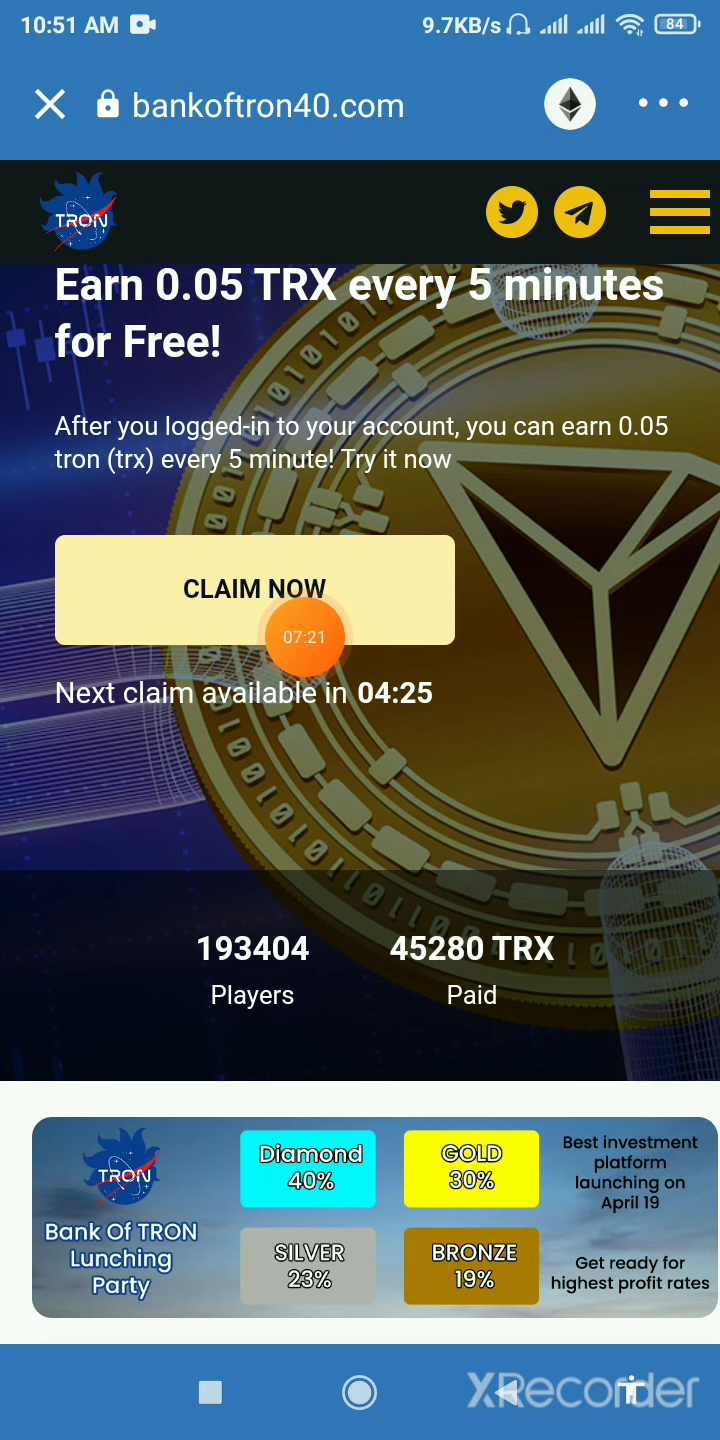 10:51 AM
9.7KB/s
84
bankoftron40.com
TRON
Earn 0.05 TRX every 5 minutes
for Free!
After you logged-in to your account, you can earn 0.05
tron (trx) every 5 minute! Try it now
CLAIM NOW
07:21
Next claim available in 04:25
193404
Players
45280 TRX
Paid
TRON
Bank Of TRON
Lunching
Party
Diamond
40%
GOLD
30%
SILVER
23%
BRONZE
19%
Best investment
platform
launching on
April 19
Get ready for
highest profit rates
XRecorder